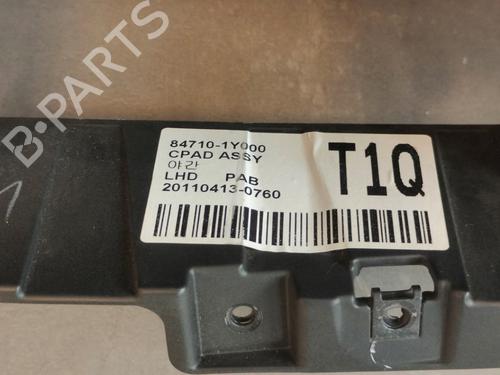 B-PARTS
84710-1Y000
CPAD ASSY
야간
LHD PAB
20110413-0760
T1Q